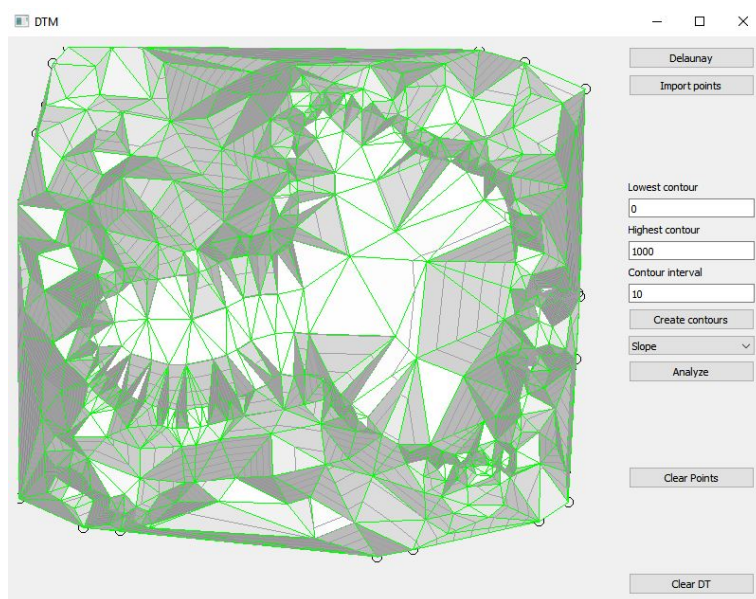 DTM
Delaunay
Import points
Lowest contour
0
Highest contour
1000
Contour interval
10
Create contours
Slope
Analyze
Clear Points
Clear DT